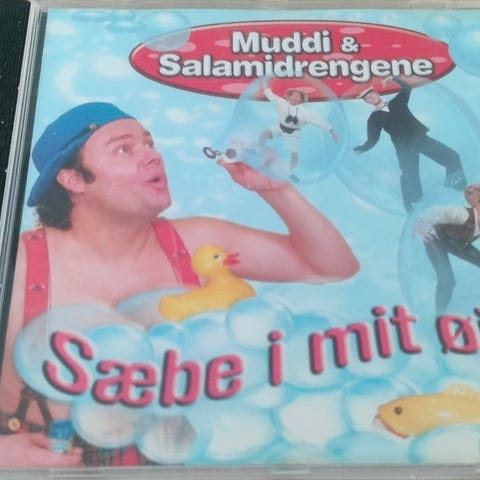 Muddi &
Salamidrengene
Sæbe i mit